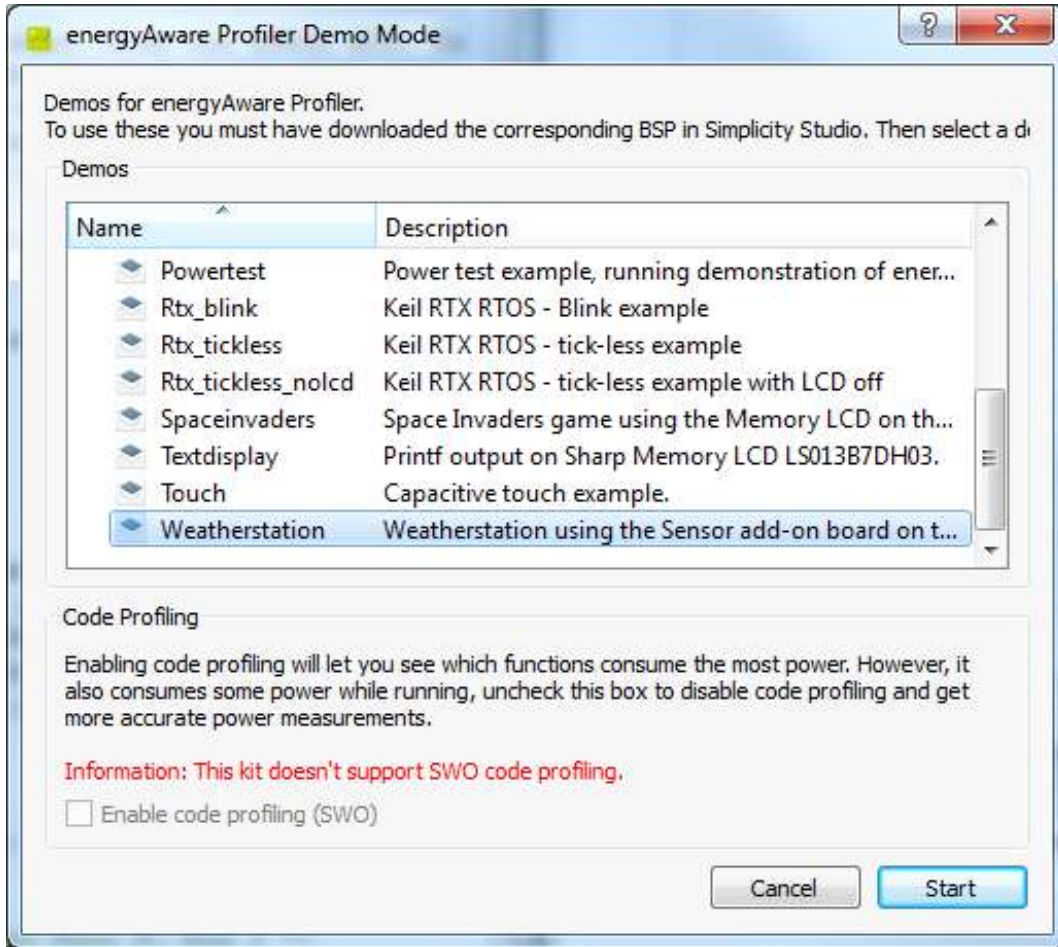 energyAware Profiler Demo Mode
Demos for energyAware Profiler.
To use these you must have downloaded the corresponding BSP in Simplicity Studio. Then select a
Demos
Name Description
Powertest Power test example, running demonstration of ener...
Rtx_blink Keil RTX RTOS - Blink example
Rtx_tickless Keil RTX RTOS - tick-less example
Rtx_tickless_nolcd Keil RTX RTOS - tick-less example with LCD off
Spaceinvaders Space Invaders game using the Memory LCD on th...
Textdisplay Printf output on Sharp Memory LCD LS013B7DH03.
Touch Capacitive touch example.
Weatherstation Weatherstation using the Sensor add-on board on t...
Code Profiling
Enabling code profiling will let you see which functions consume the most power. However, it
also consumes some power while running, uncheck this box to disable code profiling and get
more accurate power measurements.
Information: This kit doesn't support SWO code profiling.
Enable code profiling (SWO)
Cancel Start